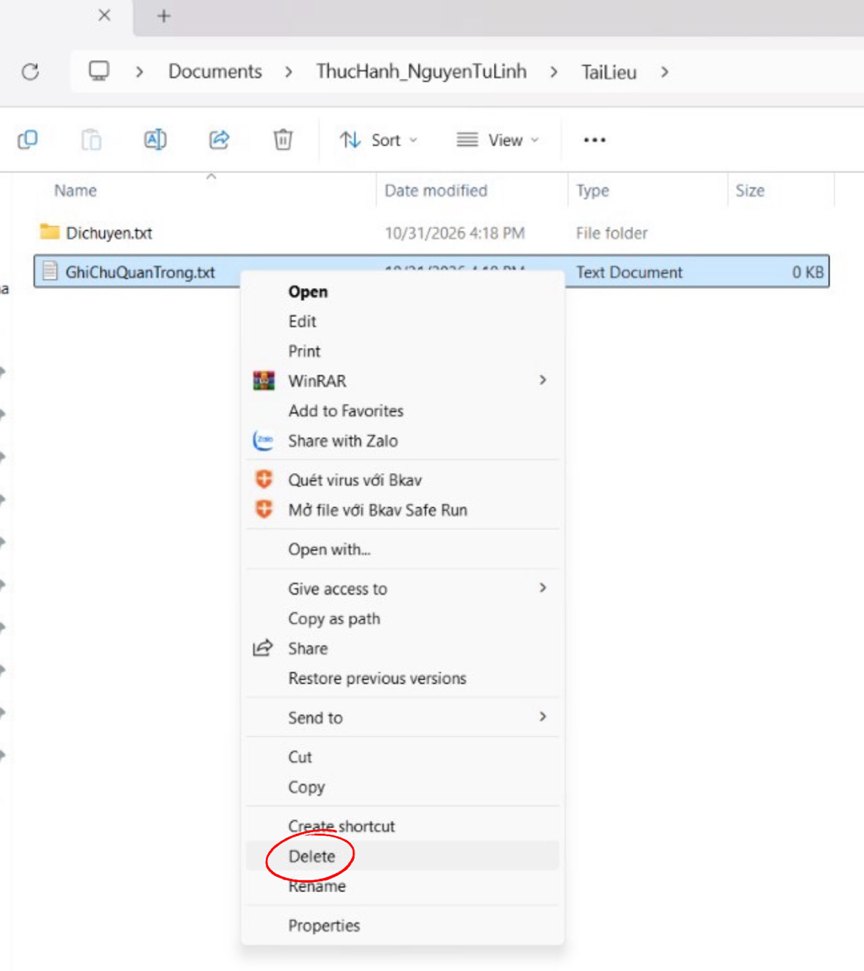 Documents > ThucHanh_NguyenTuLinh > TaiLieu >
Sort View
Name Date modified Type Size
Dichuyen.txt 10/31/2026 4:18 PM File folder
GhiChuQuanTrong.txt Text Document 0 KB
Open
Edit
Print
WinRAR
Add to Favorites
Zalo Share with Zalo
Quét virus với Bkav
Mở file với Bkav Safe Run
Open with...
Give access to
Copy as path
Share
Restore previous versions
Send to
Cut
Copy
Create shortcut
Delete
Rename
Properties